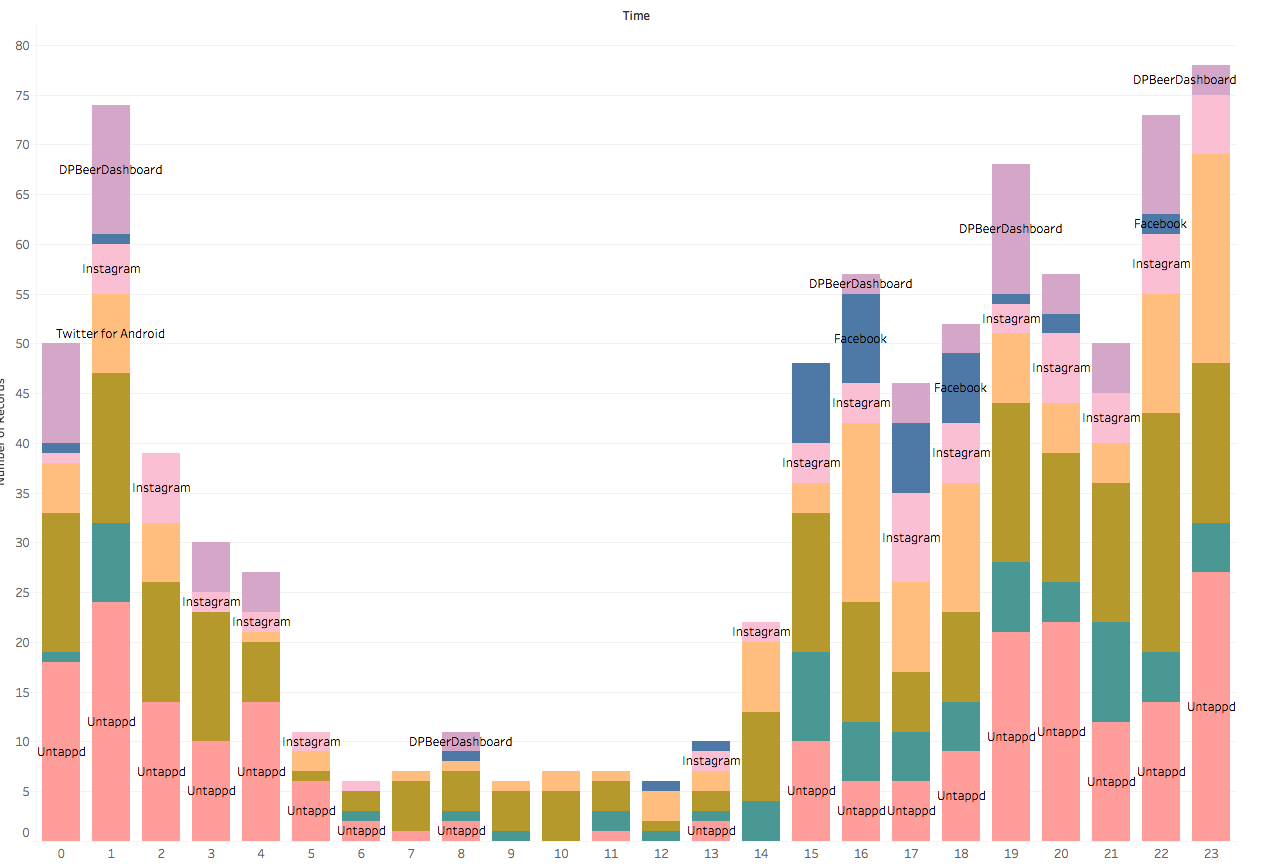 Time
80
DPBeerDashboard
75
70
DPBeerDashboard
65
Facebook
DPBeerDashboard
60
Instagram
Instagram
DPBeerDashboard
55
Instagram
Twitter for Android
Facebook
50
Instagram
Facebook
45
Instagram
Instagram
40
Instagram
Instagram
Instagram
35
Number of Records
Instagram
30
25
Instagram
Instagram
Instagram
20
15
Untappd
Untappd
Untappd
Untappd
10 Instagram DPBeerDashboard
Untappd
Instagram
Untappd Untappd Untappd
Untappd
5 Untappd Untappd
Untappd
Untappd Untappd Untappd
0 Untappd Untappd Untappd
0 1 2 3 4 5 6 7 8 9 10 11 12 13 14 15 16 17 18 19 20 21 22 23